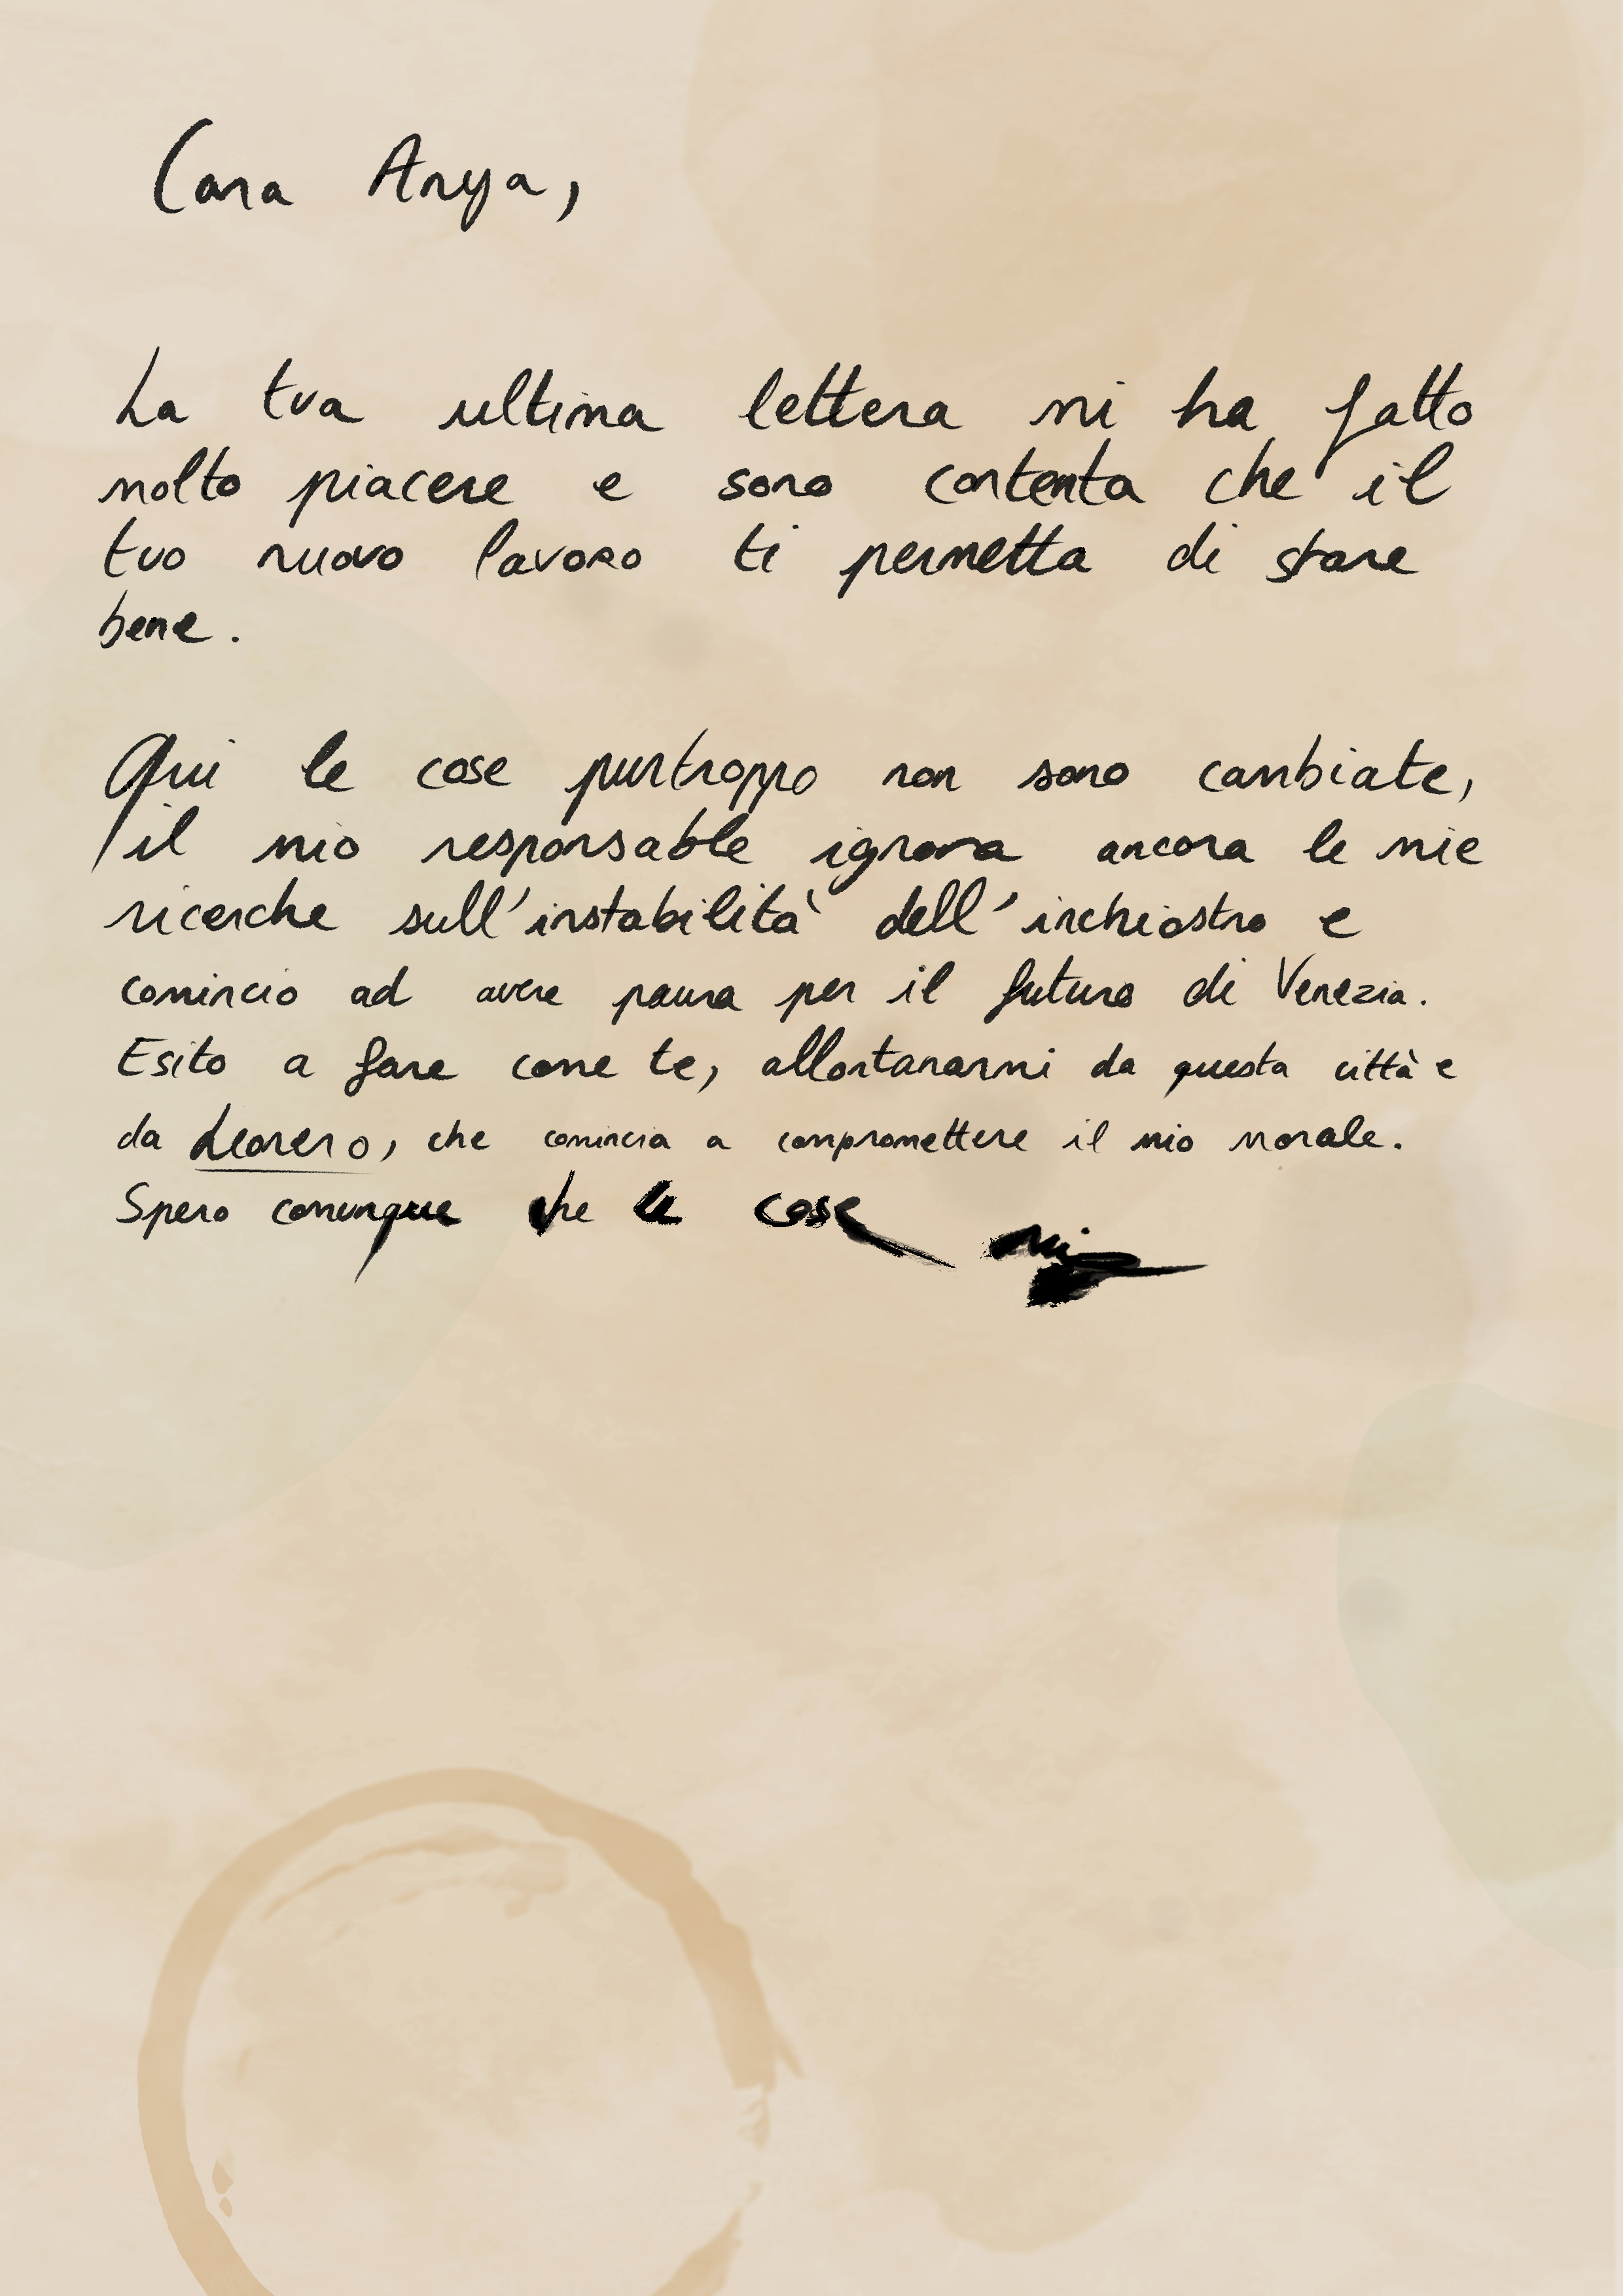 Cara Anya,
La tua ultima lettera mi ha fatto
molto piacere e sono contenta che il
tuo nuovo lavoro ti permetta di stare
bene.
Qui le cose purtroppo non sono cambiate,
il mio responsable ignora ancora le mie
ricerche sull'instabilità dell'inchiostro e
comincio ad avere paura per il futuro di Venezia.
Esito a fare come te, allontanarmi da questa città e
da Leonero, che comincia a compromettere il mio morale.
Spero comunque che le cose